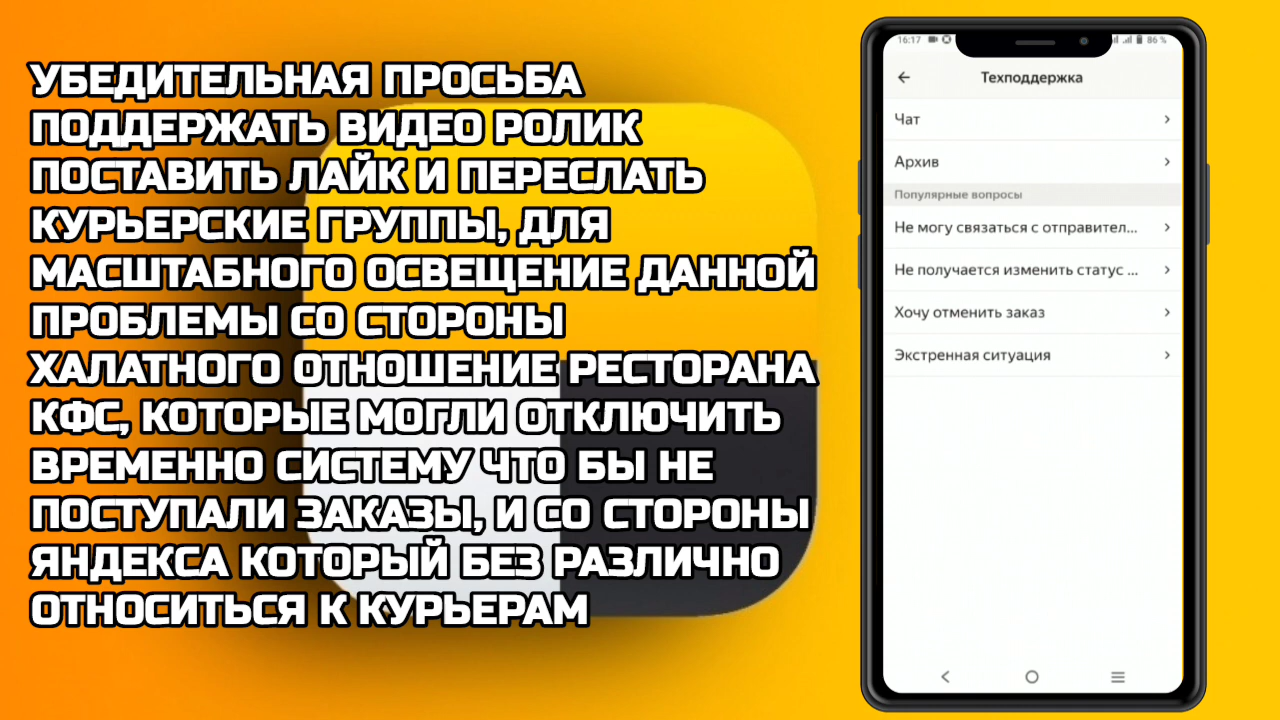 УБЕДИТЕЛЬНАЯ ПРОСЬБА
ПОДДЕРЖАТЬ ВИДЕО РОЛИК
ПОСТАВИТЬ ЛАЙК И ПЕРЕСЛАТЬ
КУРЬЕРСКИЕ ГРУППЫ, ДЛЯ
МАСШТАБНОГО ОСВЕЩЕНИЕ ДАННОЙ
ПРОБЛЕМЫ СО СТОРОНЫ
ХАЛАТНОГО ОТНОШЕНИЕ РЕСТОРАНА
КФС, КОТОРЫЕ МОГЛИ ОТКЛЮЧИТЬ
ВРЕМЕННО СИСТЕМУ ЧТО БЫ НЕ
ПОСТУПАЛИ ЗАКАЗЫ, И СО СТОРОНЫ
ЯНДЕКСА КОТОРЫЙ БЕЗ РАЗЛИЧНО
ОТНОСИТЬСЯ К КУРЬЕРАМ
16:17 86 %
Техподдержка
Чат
Архив
Популярные вопросы
Не могу связаться с отправител...
Не получается изменить статус ...
Хочу отменить заказ
Экстренная ситуация